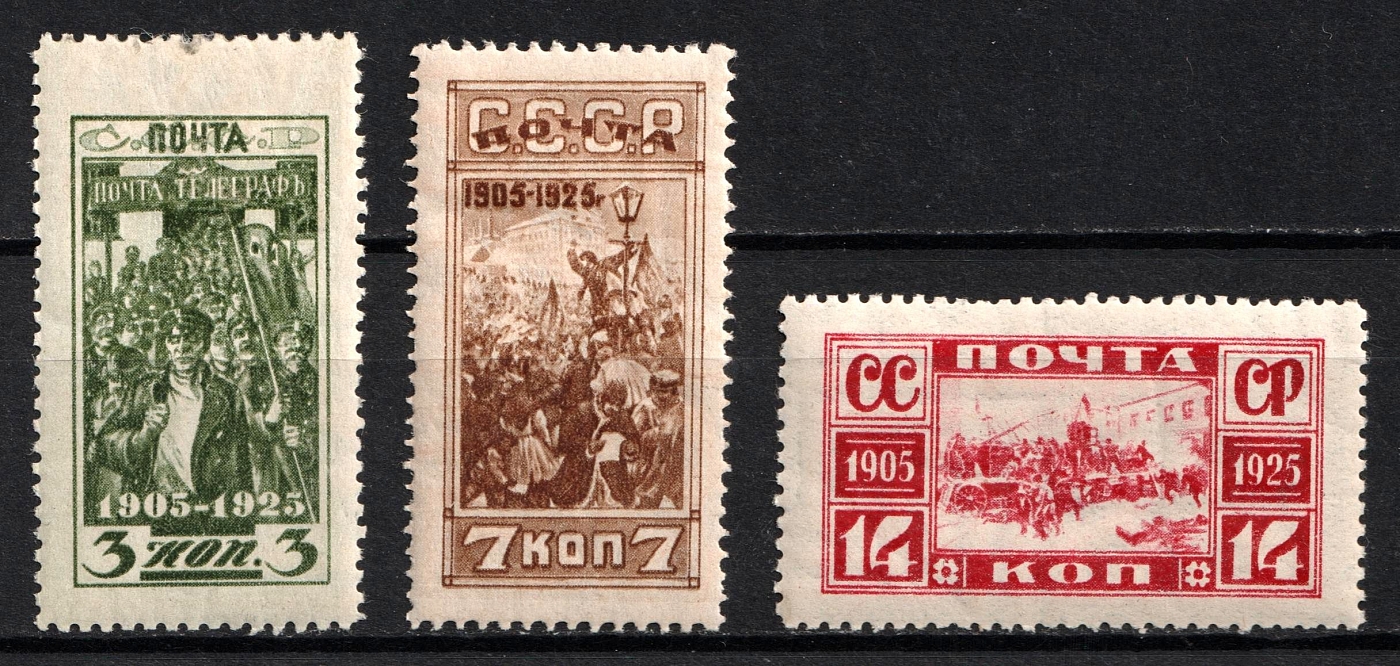 С.С.С.Р
ПОЧТА
ПОЧТА ТЕЛЕГРАФЪ
1905-1925
3 КОП. 3
С.С.С.Р
ПОЧТА
1905-1925г
7 КОП 7
ПОЧТА
СС СР
1905 1925
14 КОП 14